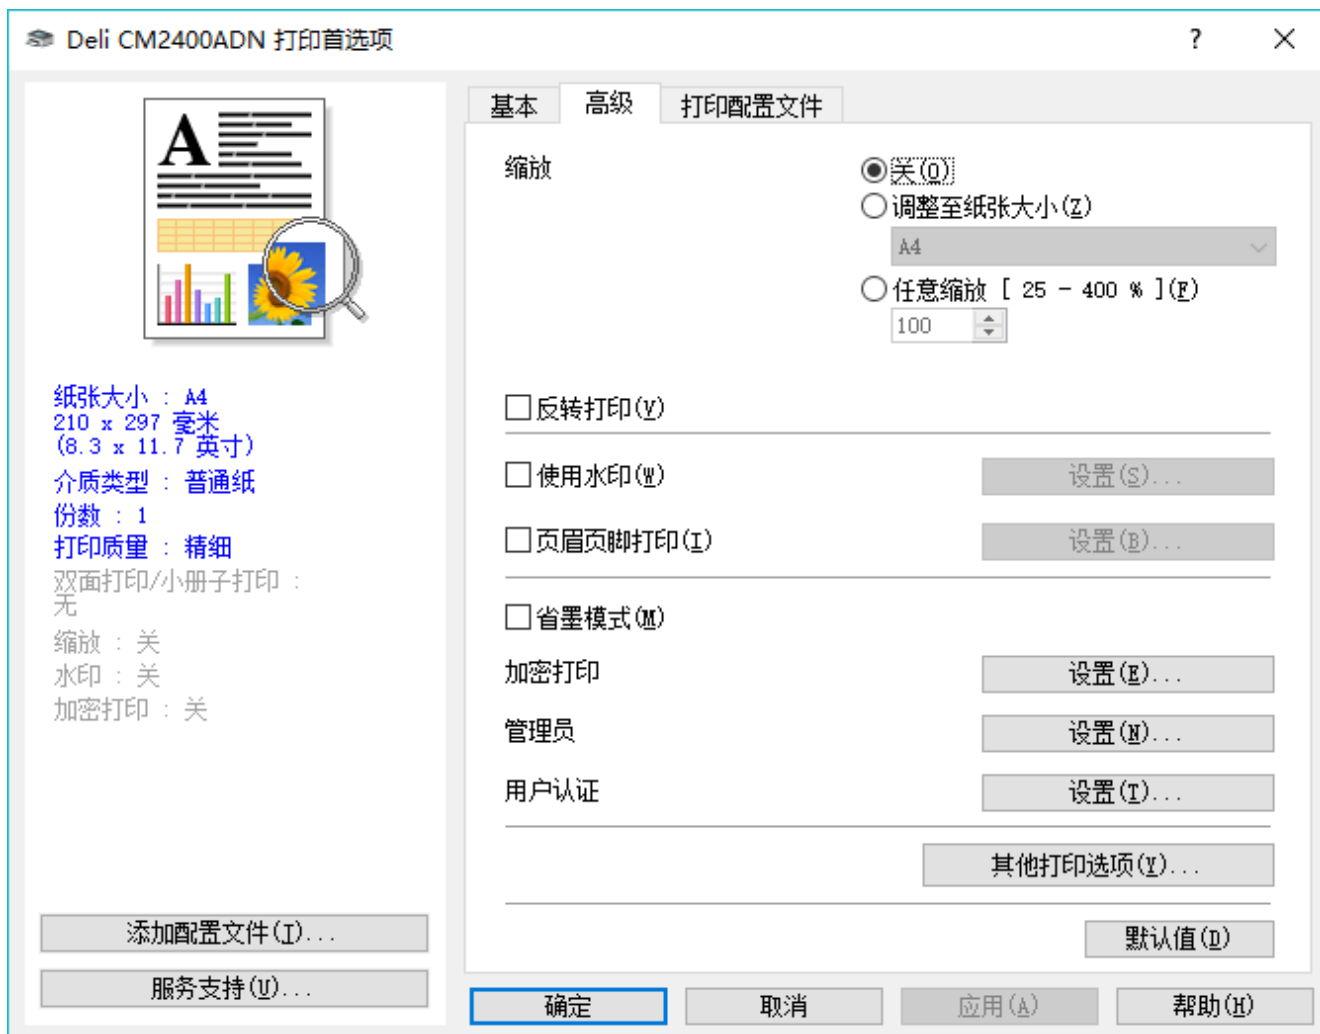 Deli CM2400ADN 打印首选项
?
A
纸张大小 : A4
210 x 297 毫米
(8.3 x 11.7 英寸)
介质类型 : 普通纸
份数 : 1
打印质量 : 精细
双面打印/小册子打印 :
无
缩放 : 关
水印 : 关
加密打印 : 关
添加配置文件(I)...
服务支持(U)...
基本 高级 打印配置文件
缩放
关(O)
调整至纸张大小(Z)
A4
任意缩放 [ 25 - 400 % ](F)
100
反转打印(V)
使用水印(W) 设置(S)...
页眉页脚打印(I) 设置(B)...
省墨模式(M)
加密打印 设置(E)...
管理员 设置(N)...
用户认证 设置(T)...
其他打印选项(Y)...
默认值(D)
确定 取消 应用(A) 帮助(H)